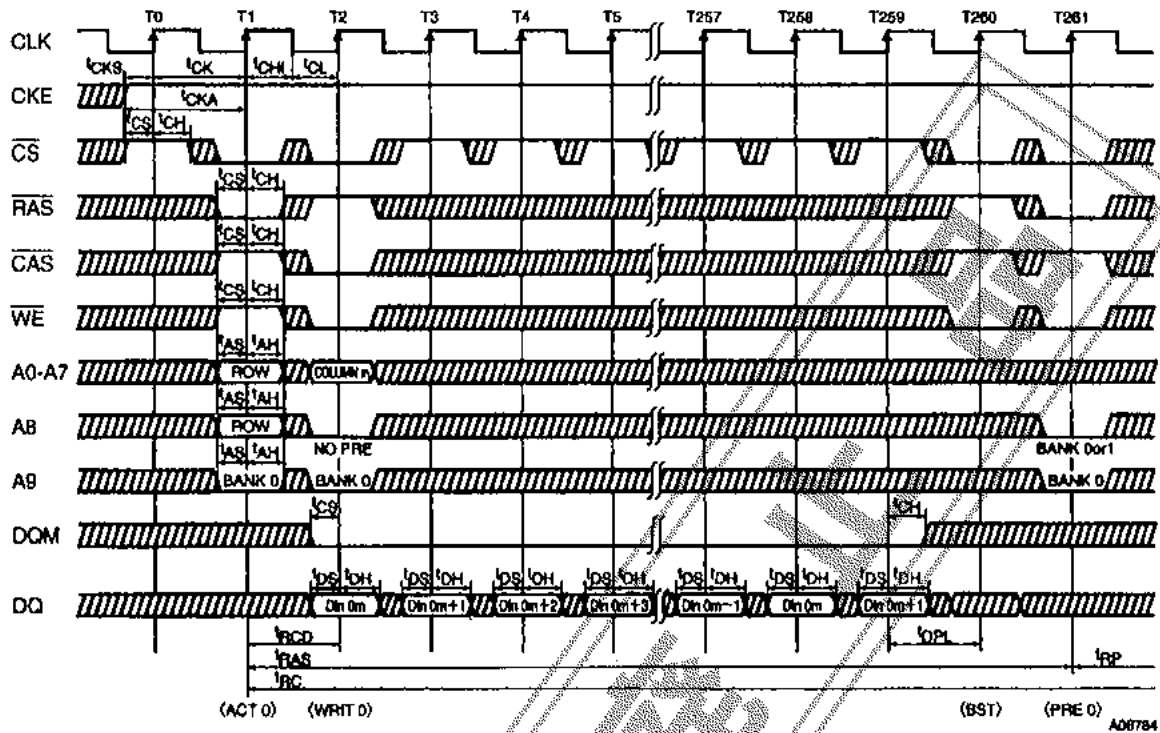 T0 T1 T2 T3 T4 T5 T257 T258 T259 T260 T261
CLK
tCKS tCK tCHI tCL
CKE
tCKA
tCS tCH
CS
tCS tCH
RAS
tCS tCH
CAS
tCS tCH
WE
tAS tAH
A0-A7 ROW COLUMN m
tAS tAH
A8 ROW
tAS tAH NO PRE BANK 0or1
A9 BANK 0 BANK 0 BANK 0
tCS tCH
DQM
tDS tDH tDS tDH tDS tDH tDS tDH tDS tDH tDS tDH tDS tDH
DQ Din 0m Din 0m+1 Din 0m+2 Din 0m+3 Din 0m-1 Din 0m Din 0m+1
tRCD tDPL
tRAS tRP
tRC
(ACT 0) (WRIT 0) (BST) (PRE 0)
A08784